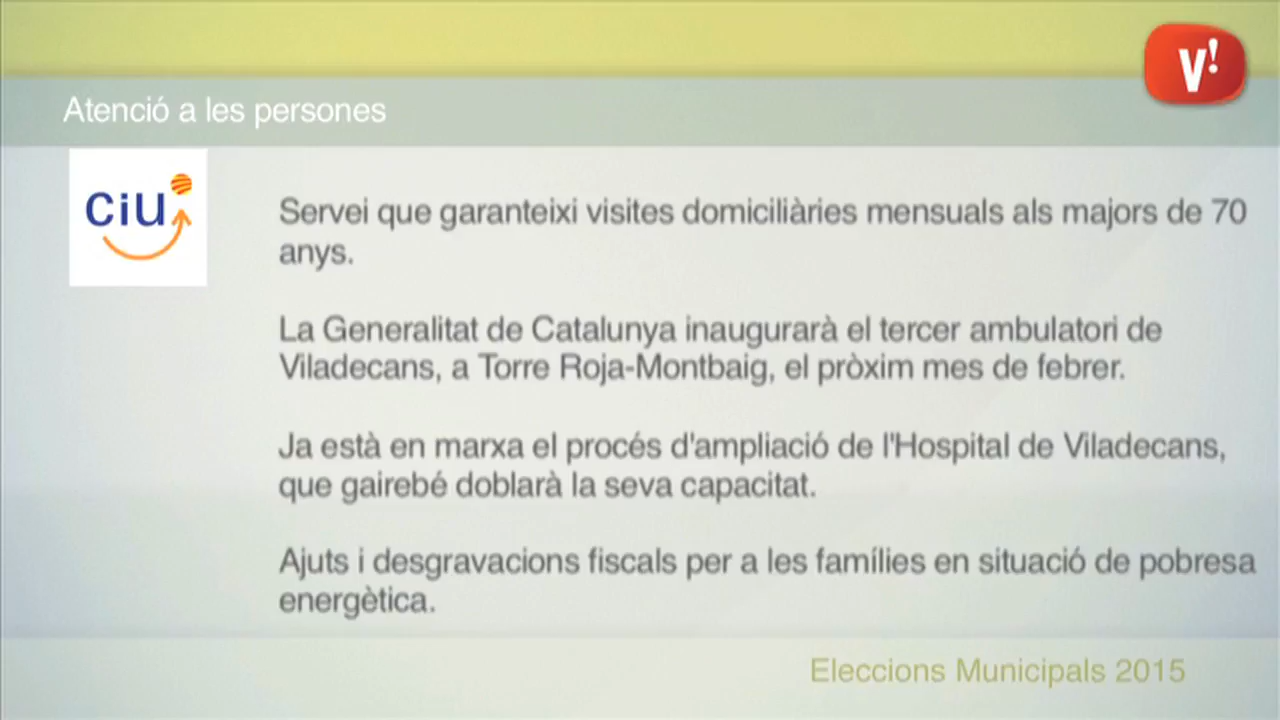 V!
Atenció a les persones
CiU
Servei que garanteixi visites domiciliàries mensuals als majors de 70
anys.
La Generalitat de Catalunya inaugurarà el tercer ambulatori de
Viladecans, a Torre Roja-Montbaig, el pròxim mes de febrer.
Ja està en marxa el procés d'ampliació de l'Hospital de Viladecans,
que gairebé doblarà la seva capacitat.
Ajuts i desgravacions fiscals per a les famílies en situació de pobresa
energètica.
Eleccions Municipals 2015